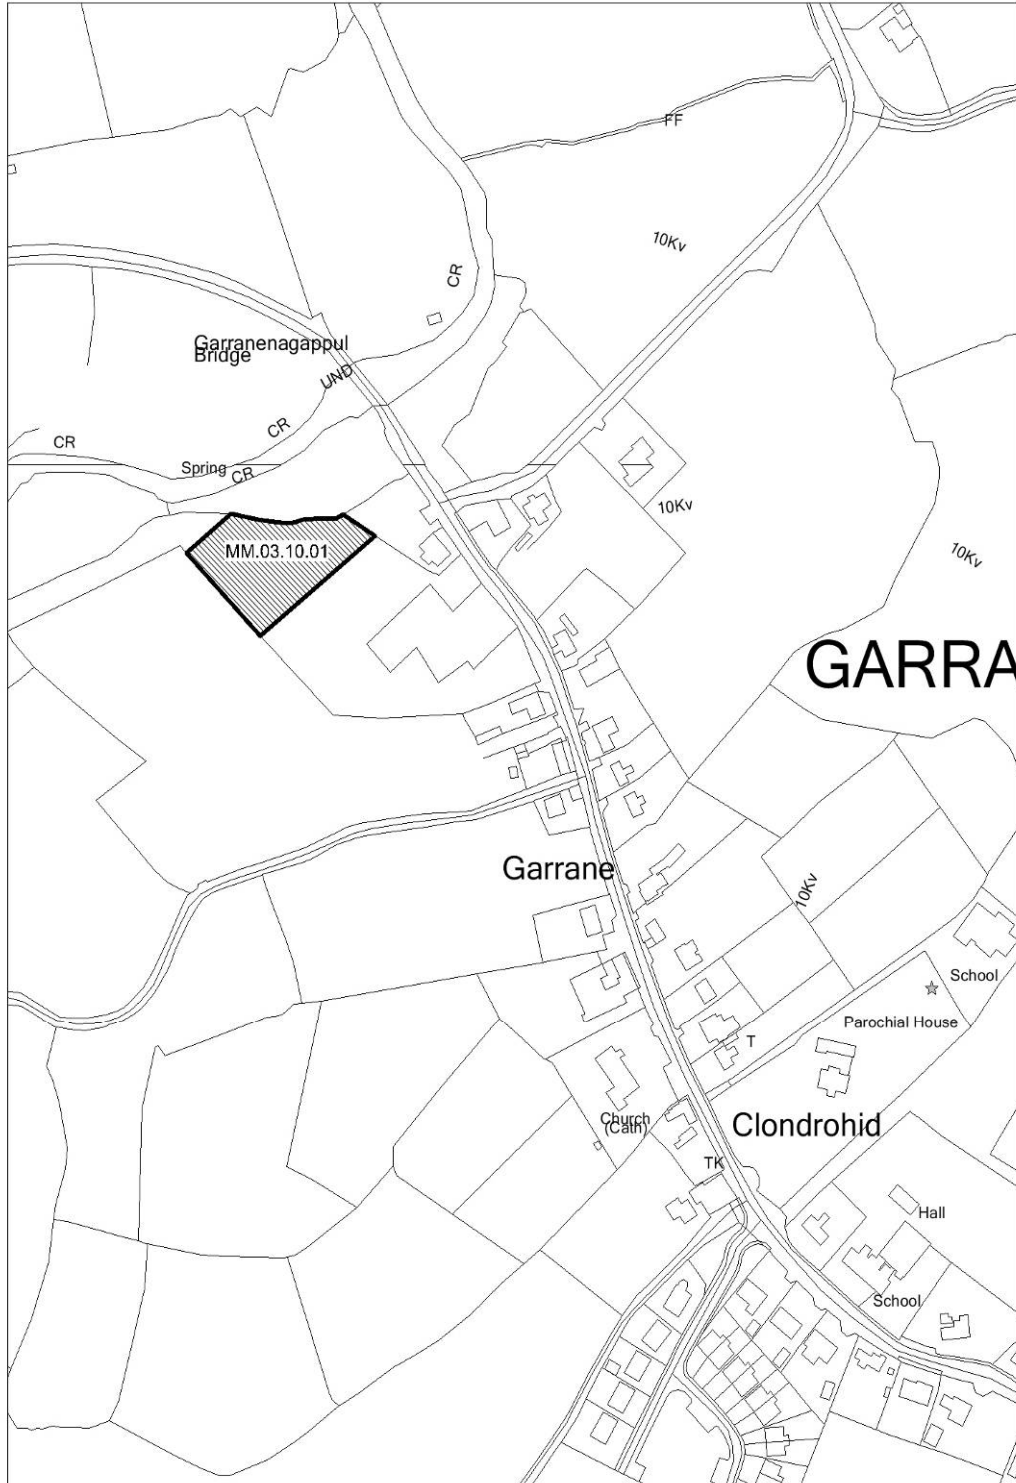 FF
10Kv
CR
Garranenagappul
Bridge
UND
CR
CR
Spring
CR
10Kv
MM.03.10.01
10Kv
GARRA
Garrane
10Kv
School
Parochial House
T
Church
(Cath)
Clondrohid
TK
Hall
School